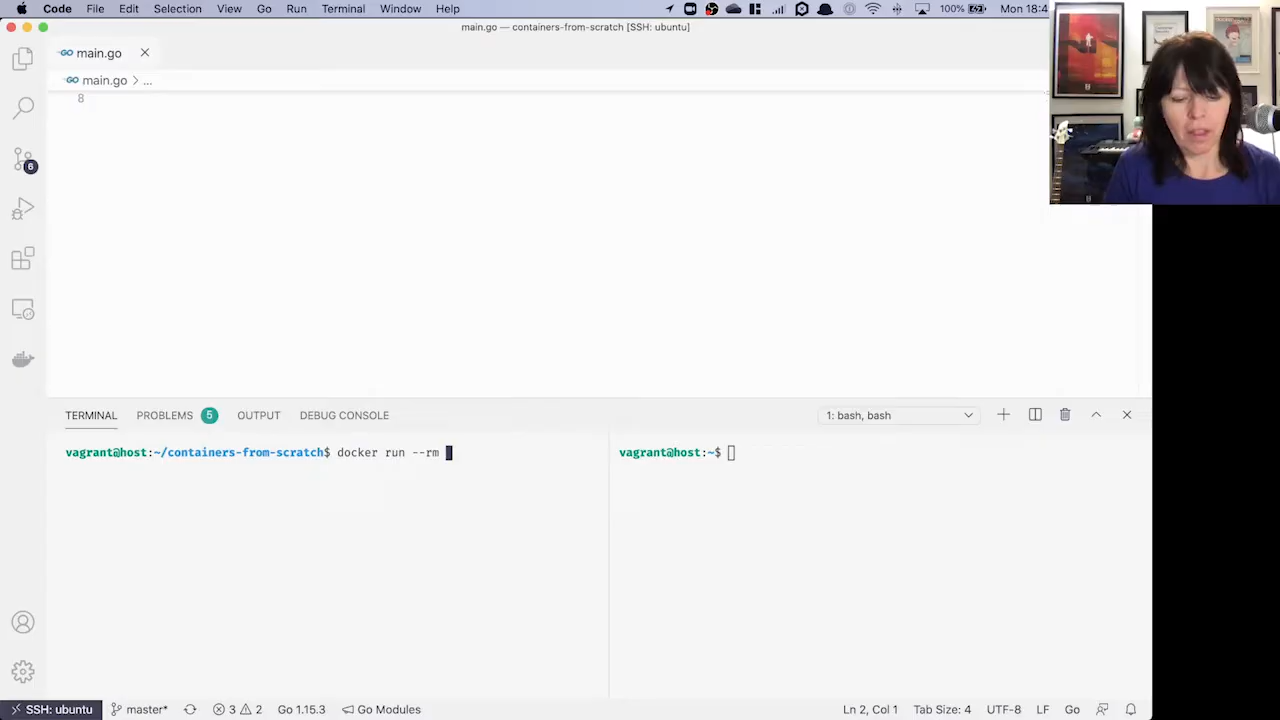 Code File Edit Selection View Go Run Terminal Window Help 100% Mon 18:4
main.go — containers-from-scratch [SSH: ubuntu]
main.go
main.go > ...
8
6
TERMINAL PROBLEMS 5 OUTPUT DEBUG CONSOLE 1: bash, bash
vagrant@host:~/containers-from-scratch$ docker run --rm
vagrant@host:~$
SSH: ubuntu master* 3 2 Go 1.15.3 Go Modules Ln 2, Col 1 Tab Size: 4 UTF-8 LF Go